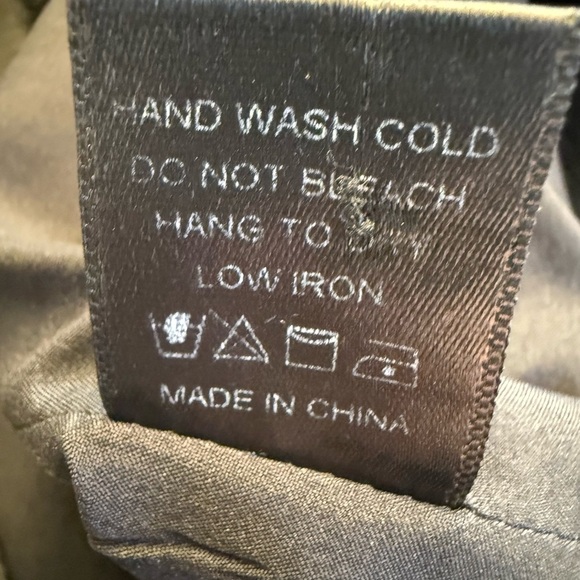 HAND WASH COLD
DO NOT BLEACH
HANG TO DRY
LOW IRON
MADE IN CHINA